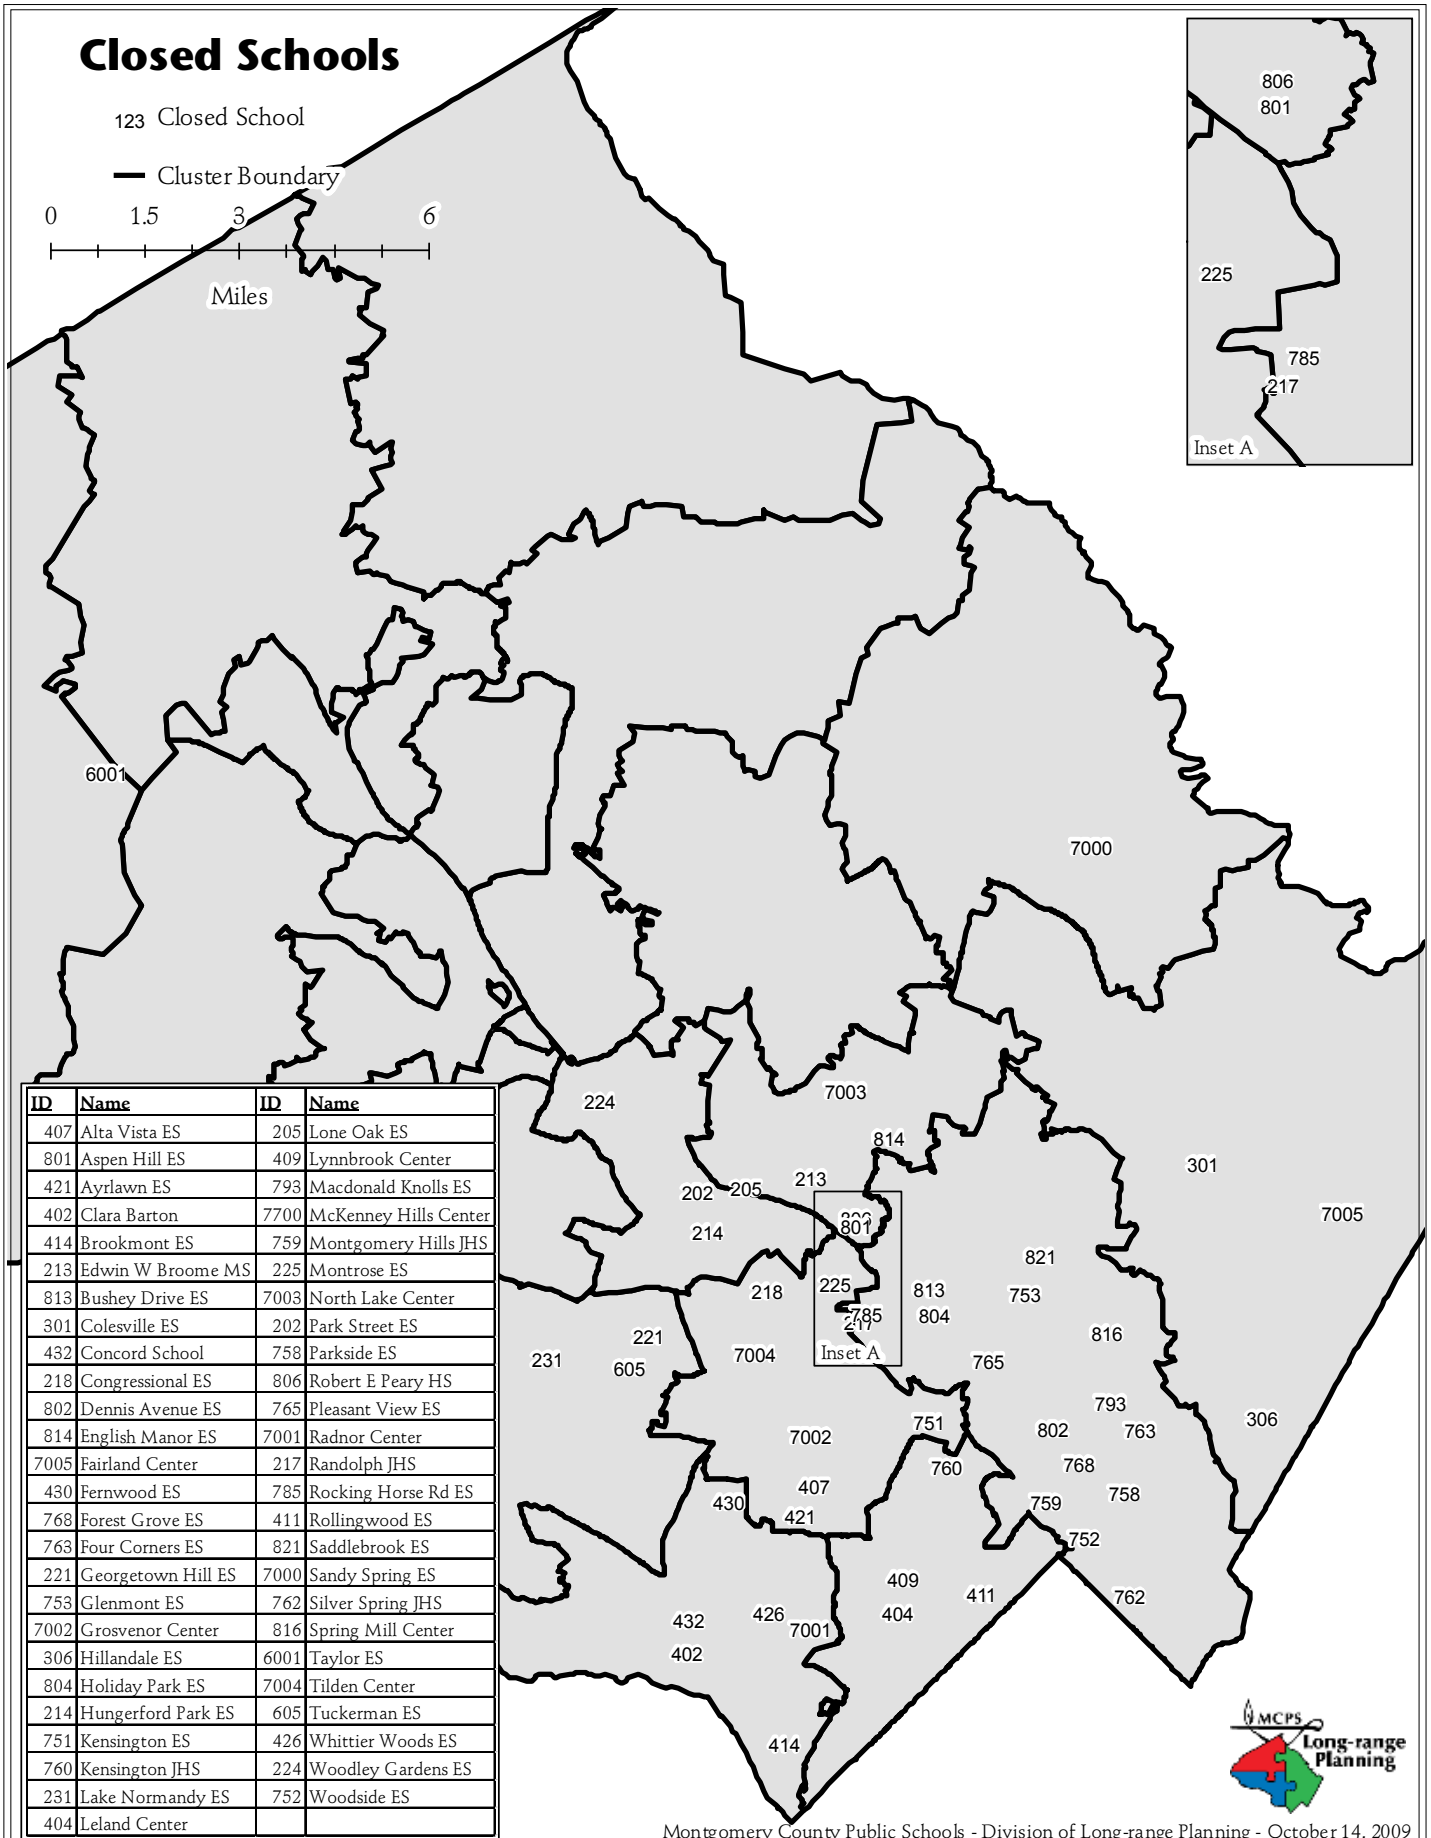 Closed Schools
123 Closed School
Cluster Boundary
0 1.5 3 6
Miles
806
801
225
785
217
Inset A
6001
7000
224
7003
814
301
202
205
213
7005
214
801
821
218
225
813
753
785
217
804
816
221
231
605
7004
Inset A
765
793
306
751
802
763
7002
760
768
407
430
421
759
758
752
409
411
762
404
426
432
7001
402
414
ID Name ID Name
407 Alta Vista ES 205 Lone Oak ES
801 Aspen Hill ES 409 Lynnbrook Center
421 Ayrlawn ES 793 Macdonald Knolls ES
402 Clara Barton 7700 McKenney Hills Center
414 Brookmont ES 759 Montgomery Hills JHS
213 Edwin W Broome MS 225 Montrose ES
813 Bushey Drive ES 7003 North Lake Center
301 Colesville ES 202 Park Street ES
432 Concord School 758 Parkside ES
218 Congressional ES 806 Robert E Peary HS
802 Dennis Avenue ES 765 Pleasant View ES
814 English Manor ES 7001 Radnor Center
7005 Fairland Center 217 Randolph JHS
430 Fernwood ES 785 Rocking Horse Rd ES
768 Forest Grove ES 411 Rollingwood ES
763 Four Corners ES 821 Saddlebrook ES
221 Georgetown Hill ES 7000 Sandy Spring ES
753 Glenmont ES 762 Silver Spring JHS
7002 Grosvenor Center 816 Spring Mill Center
306 Hillandale ES 6001 Taylor ES
804 Holiday Park ES 7004 Tilden Center
214 Hungerford Park ES 605 Tuckerman ES
751 Kensington ES 426 Whittier Woods ES
760 Kensington JHS 224 Woodley Gardens ES
231 Lake Normandy ES 752 Woodside ES
404 Leland Center
MCPS
Long-range
Planning
Montgomery County Public Schools - Division of Long-range Planning - October 14, 2009